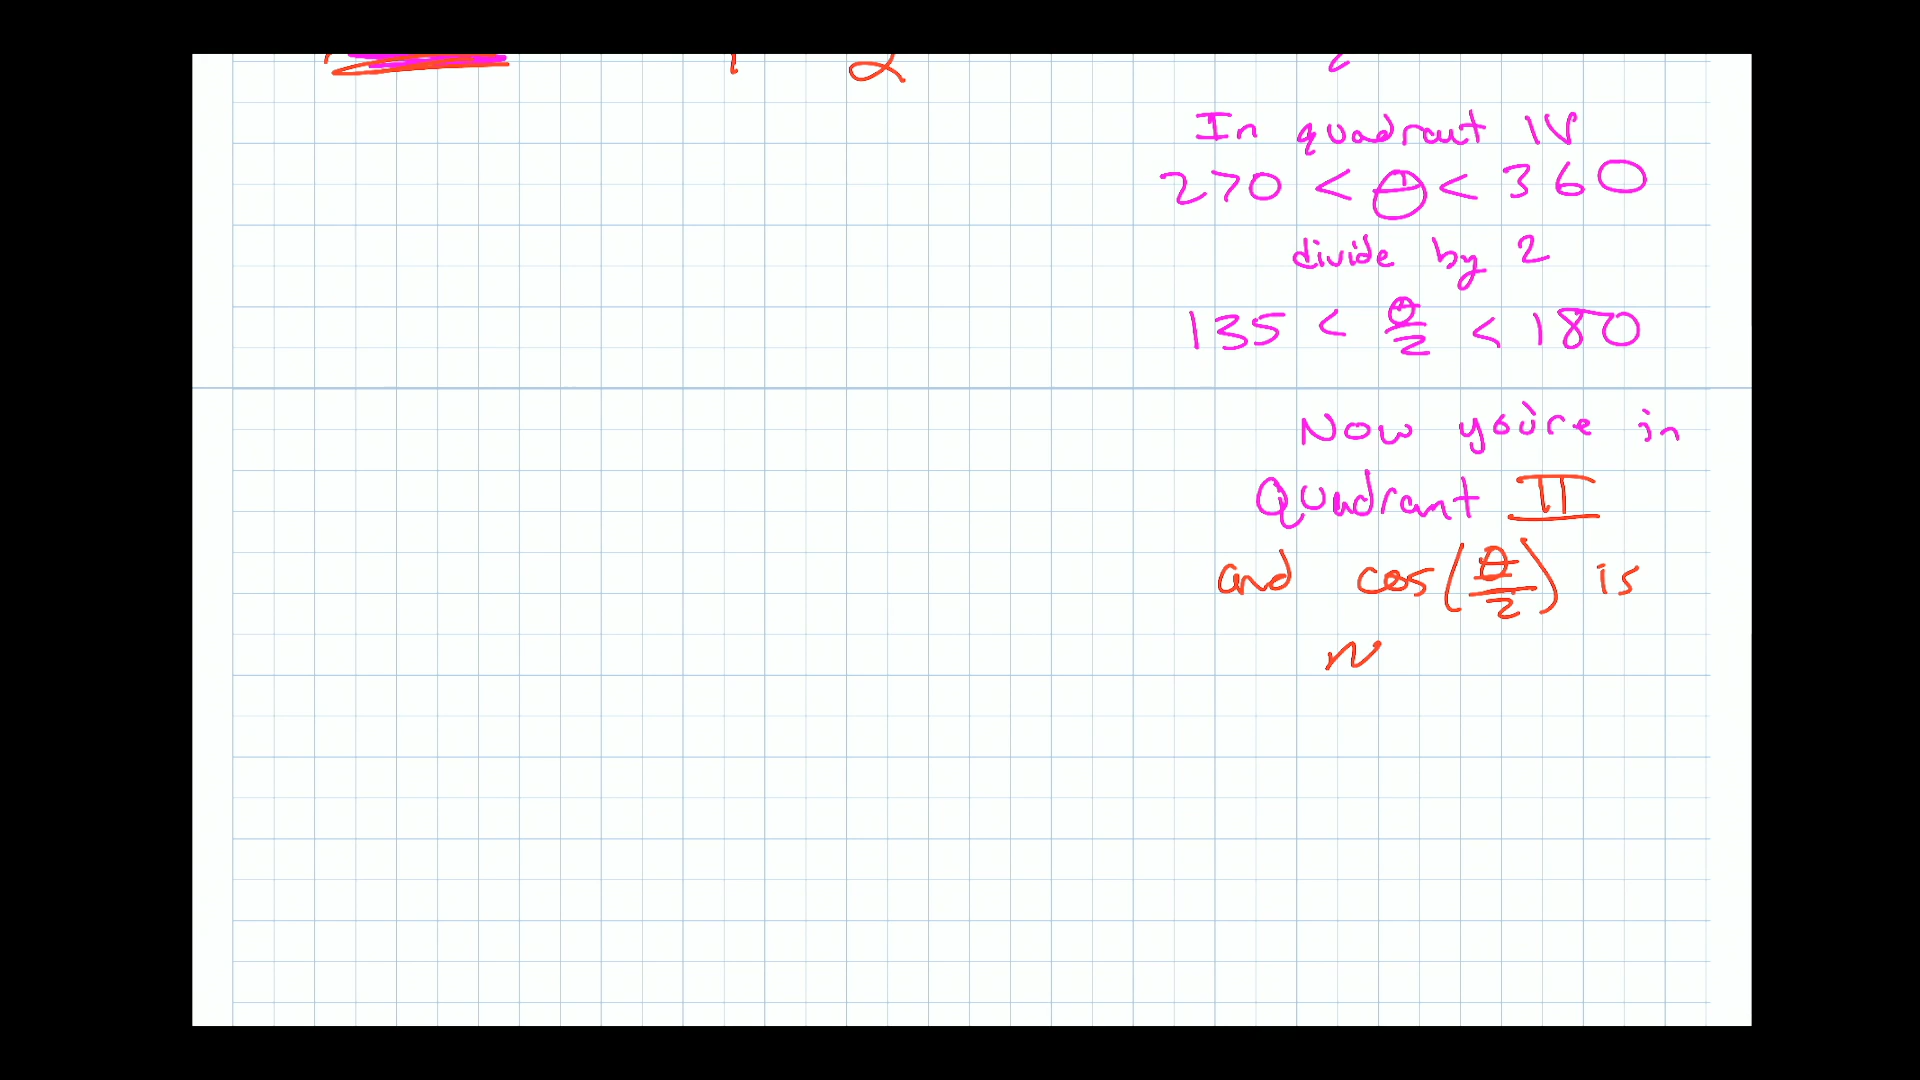 2
In quadrant IV
270 < θ < 360
divide by 2
135 < θ/2 < 180
Now you're in
Quadrant II
and cos(θ/2) is
N